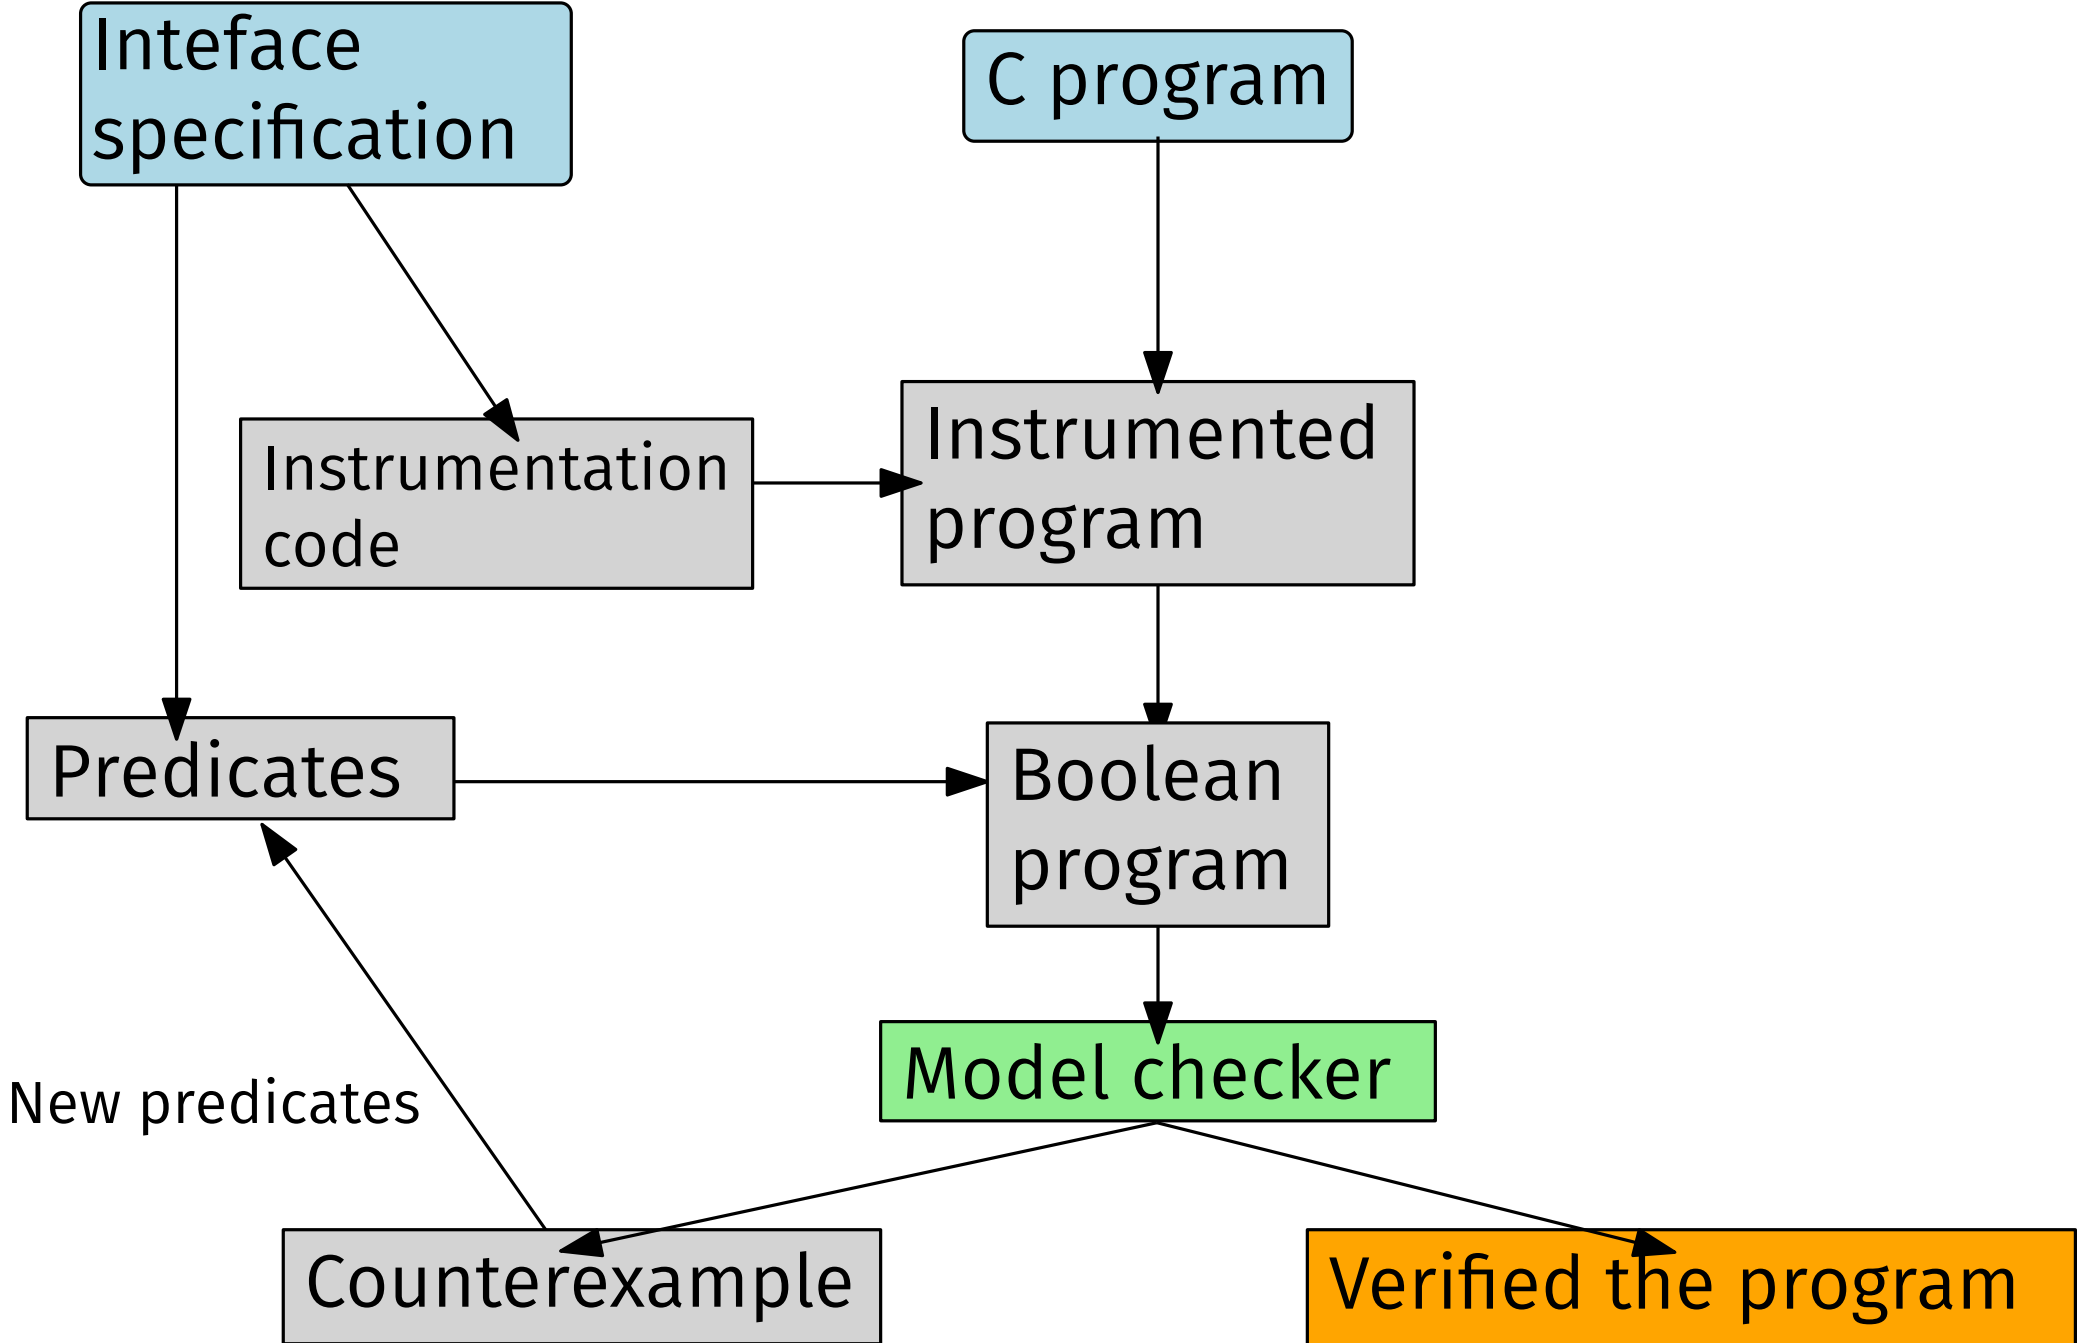 Inteface
specification
C program
Instrumentation
code
Instrumented
program
Predicates
Boolean
program
New predicates
Model checker
Counterexample
Verified the program